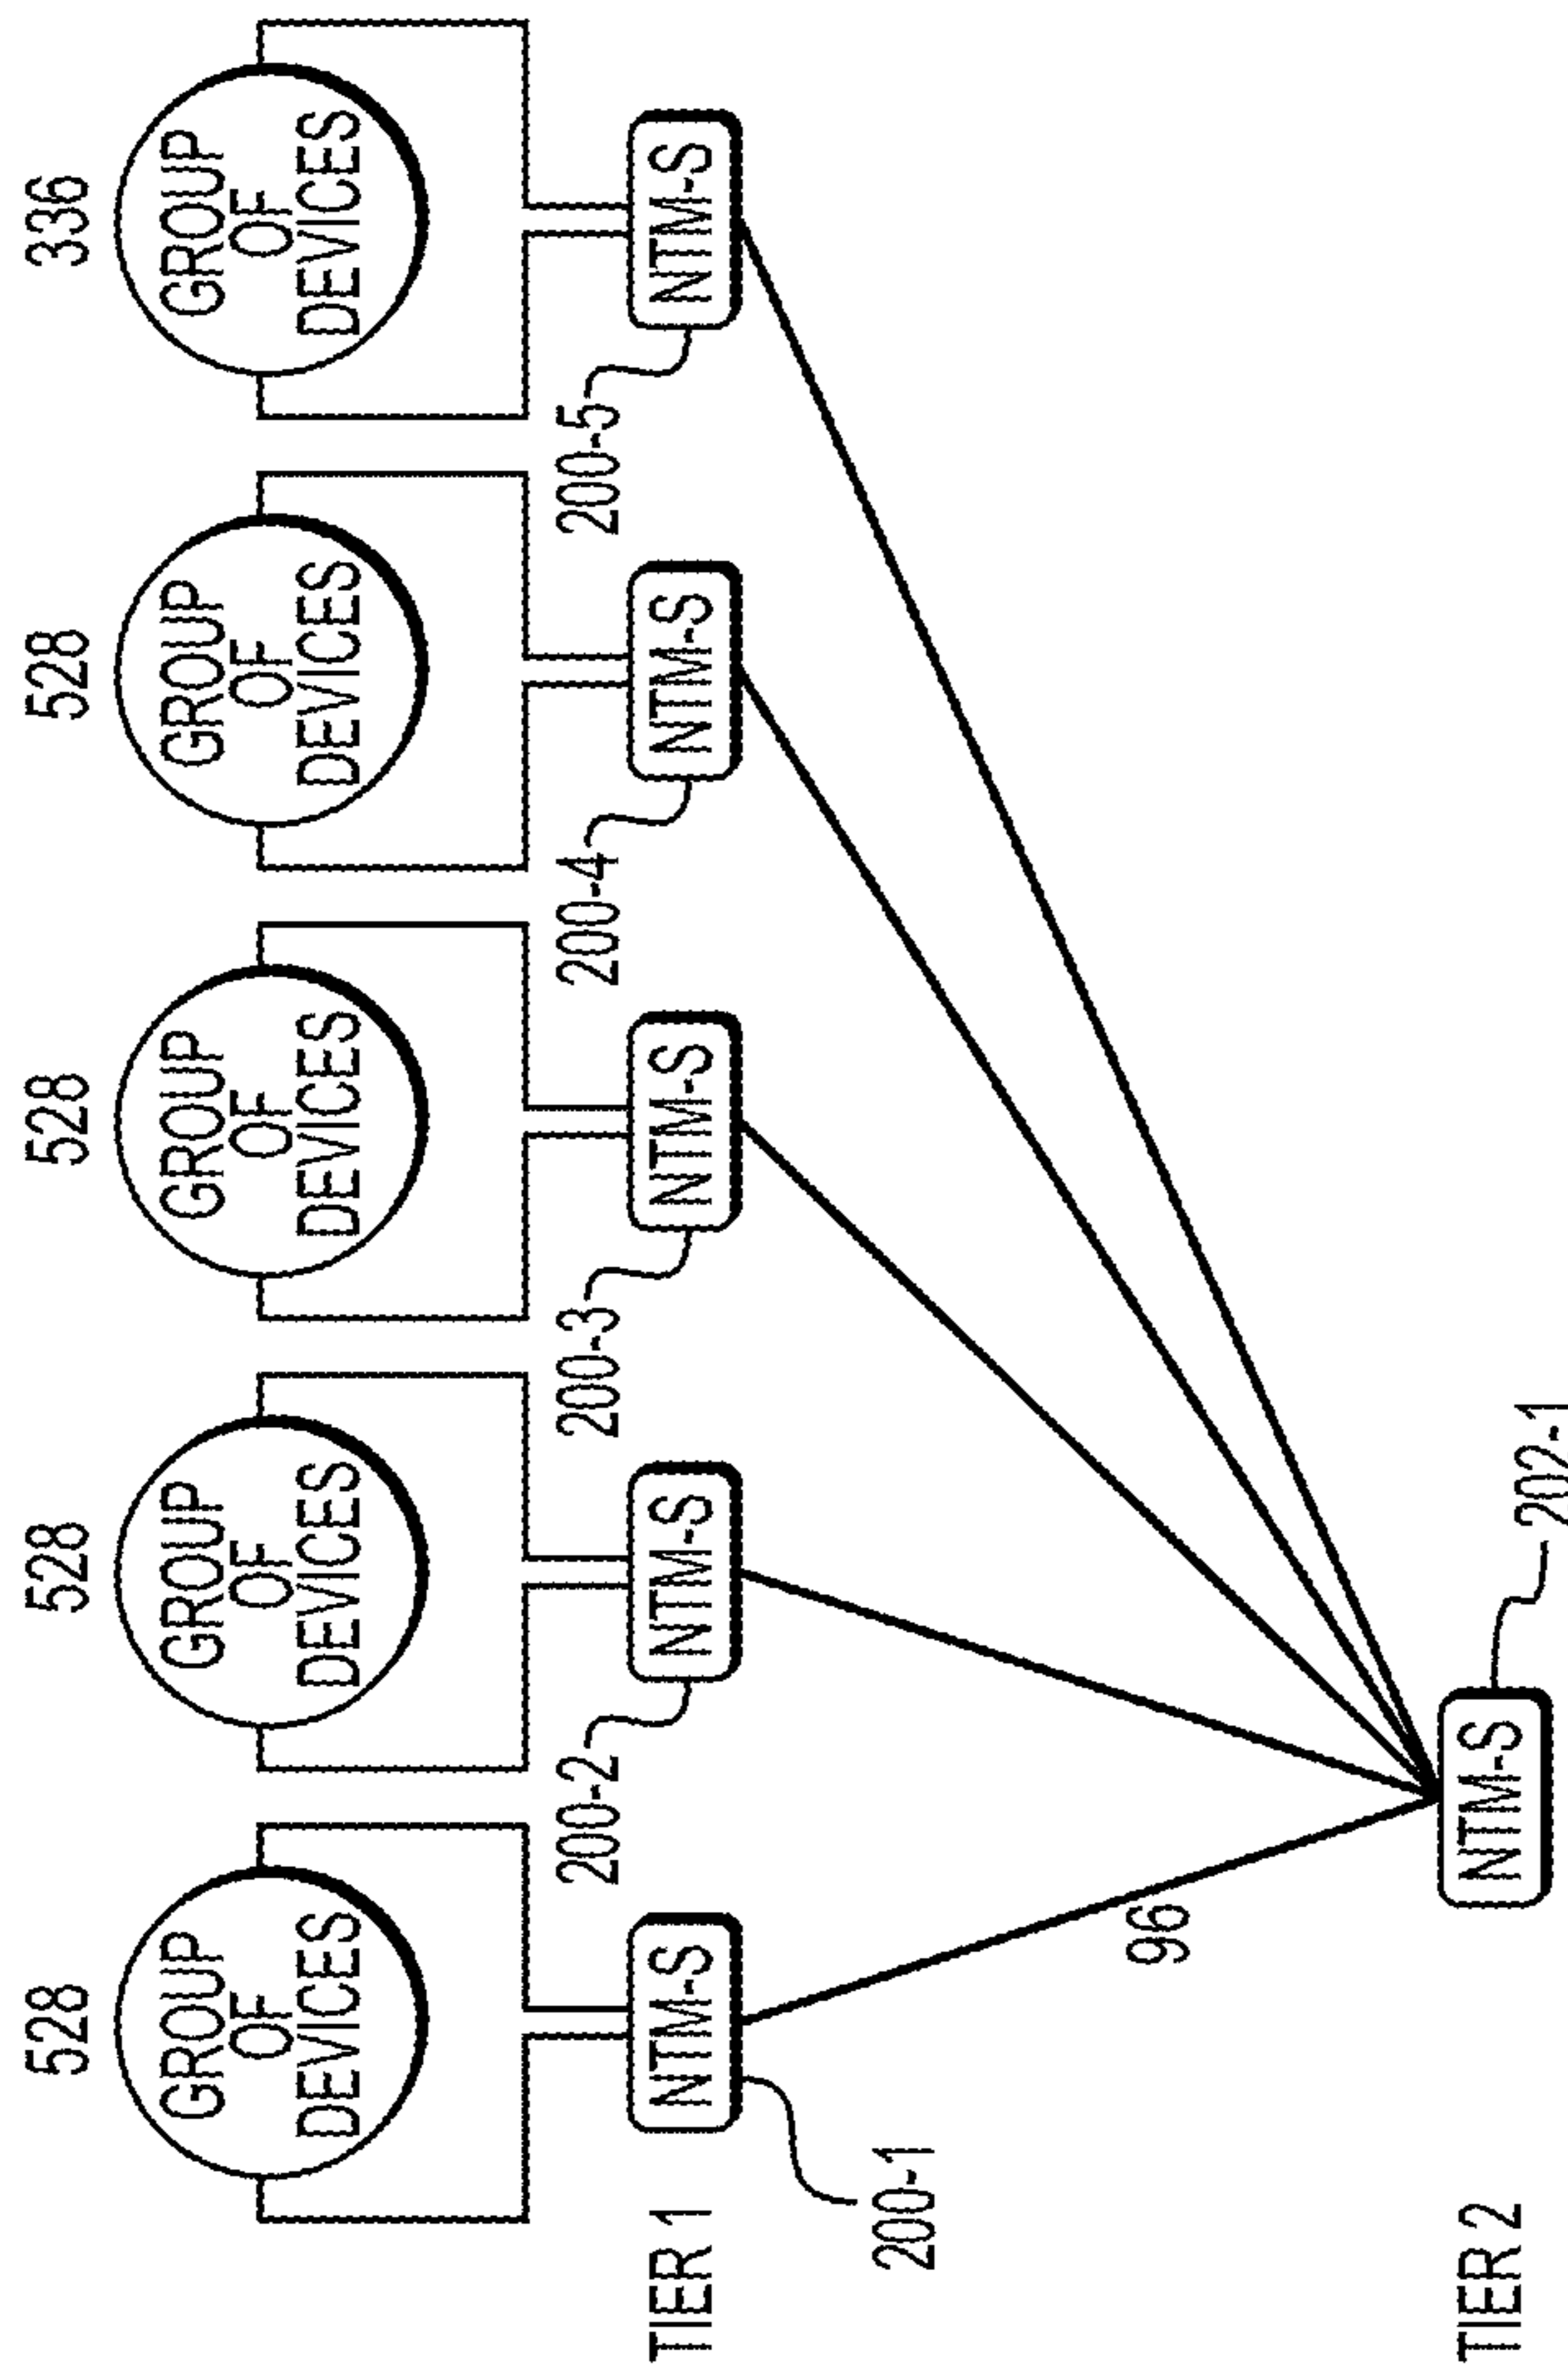 528 528 528 528 336
GROUP
OF
DEVICES
GROUP
OF
DEVICES
GROUP
OF
DEVICES
GROUP
OF
DEVICES
GROUP
OF
DEVICES
200-2 200-3 200-4 200-5
TIER 1 NTM-S NTM-S NTM-S NTM-S NTM-S
200-1
96
TIER 2 NTM-S
202-1